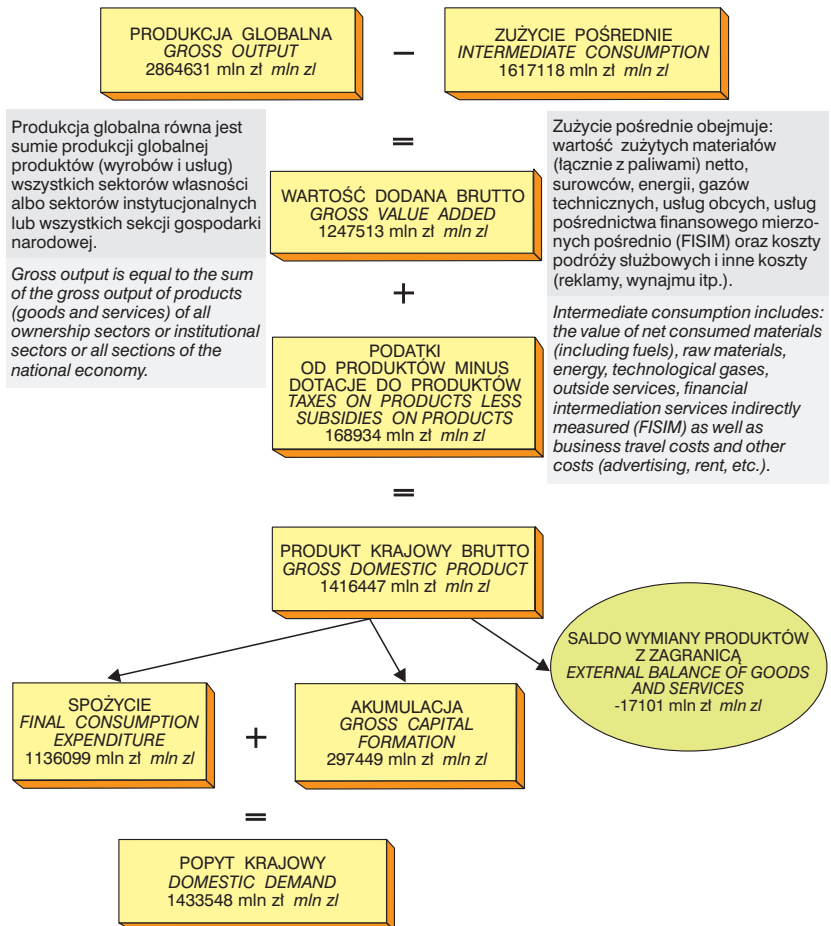 PRODUKCJA GLOBALNA
GROSS OUTPUT
2864631 mln zł mln zl
–
ZUŻYCIE POŚREDNIE
INTERMEDIATE CONSUMPTION
1617118 mln zł mln zl
Produkcja globalna równa jest
sumie produkcji globalnej
produktów (wyrobów i usług)
wszystkich sektorów własności
albo sektorów instytucjonalnych
lub wszystkich sekcji gospodarki
narodowej.
Gross output is equal to the sum
of the gross output of products
(goods and services) of all
ownership sectors or institutional
sectors or all sections of the
national economy.
=
WARTOŚĆ DODANA BRUTTO
GROSS VALUE ADDED
1247513 mln zł mln zl
+
PODATKI
OD PRODUKTÓW MINUS
DOTACJE DO PRODUKTÓW
TAXES ON PRODUCTS LESS
SUBSIDIES ON PRODUCTS
168934 mln zł mln zl
Zużycie pośrednie obejmuje:
wartość zużytych materiałów
(łącznie z paliwami) netto,
surowców, energii, gazów
technicznych, usług obcych, usług
pośrednictwa finansowego mierzo-
nych pośrednio (FISIM) oraz koszty
podróży służbowych i inne koszty
(reklamy, wynajmu itp.).
Intermediate consumption includes:
the value of net consumed materials
(including fuels), raw materials,
energy, technological gases,
outside services, financial
intermediation services indirectly
measured (FISIM) as well as
business travel costs and other
costs (advertising, rent, etc.).
=
PRODUKT KRAJOWY BRUTTO
GROSS DOMESTIC PRODUCT
1416447 mln zł mln zl
SALDO WYMIANY PRODUKTÓW
Z ZAGRANICĄ
EXTERNAL BALANCE OF GOODS
AND SERVICES
-17101 mln zł mln zl
SPOŻYCIE
FINAL CONSUMPTION
EXPENDITURE
1136099 mln zł mln zl
+
AKUMULACJA
GROSS CAPITAL
FORMATION
297449 mln zł mln zl
=
POPYT KRAJOWY
DOMESTIC DEMAND
1433548 mln zł mln zl